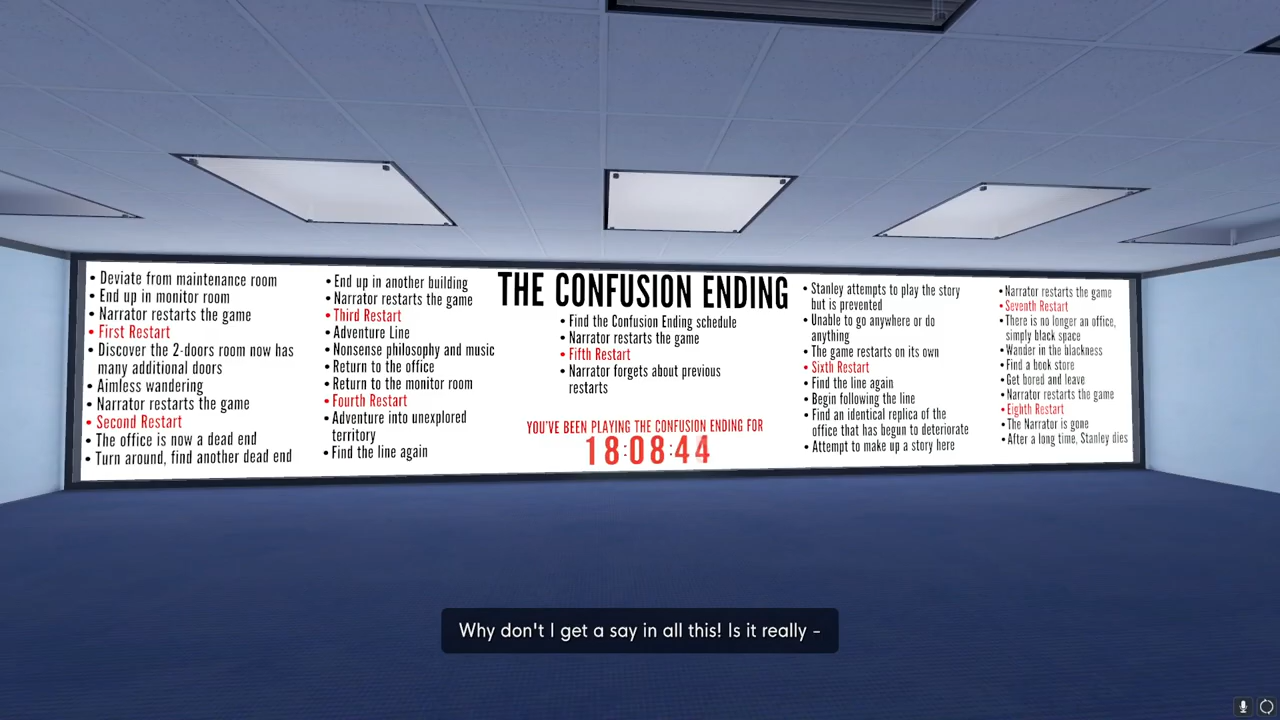 • Deviate from maintenance room
• End up in monitor room
• Narrator restarts the game
• First Restart
• Discover the 2-doors room now has
many additional doors
• Aimless wandering
• Narrator restarts the game
• Second Restart
• The office is now a dead end
• Turn around, find another dead end
• End up in another building
• Narrator restarts the game
• Third Restart
• Adventure Line
• Nonsense philosophy and music
• Return to the office
• Return to the monitor room
• Fourth Restart
• Adventure into unexplored
territory
• Find the line again
THE CONFUSION ENDING
• Find the Confusion Ending schedule
• Narrator restarts the game
• Fifth Restart
• Narrator forgets about previous
restarts
YOU'VE BEEN PLAYING THE CONFUSION ENDING FOR
18:08:44
• Stanley attempts to play the story
but is prevented
• Unable to go anywhere or do
anything
• The game restarts on its own
• Sixth Restart
• Find the line again
• Begin following the line
• Find an identical replica of the
office that has begun to deteriorate
• Attempt to make up a story here
• Narrator restarts the game
• Seventh Restart
• There is no longer an office,
simply black space
• Wander in the blackness
• Find a book store
• Get bored and leave
• Narrator restarts the game
• Eighth Restart
• The Narrator is gone
• After a long time, Stanley dies
Why don't I get a say in all this! Is it really -